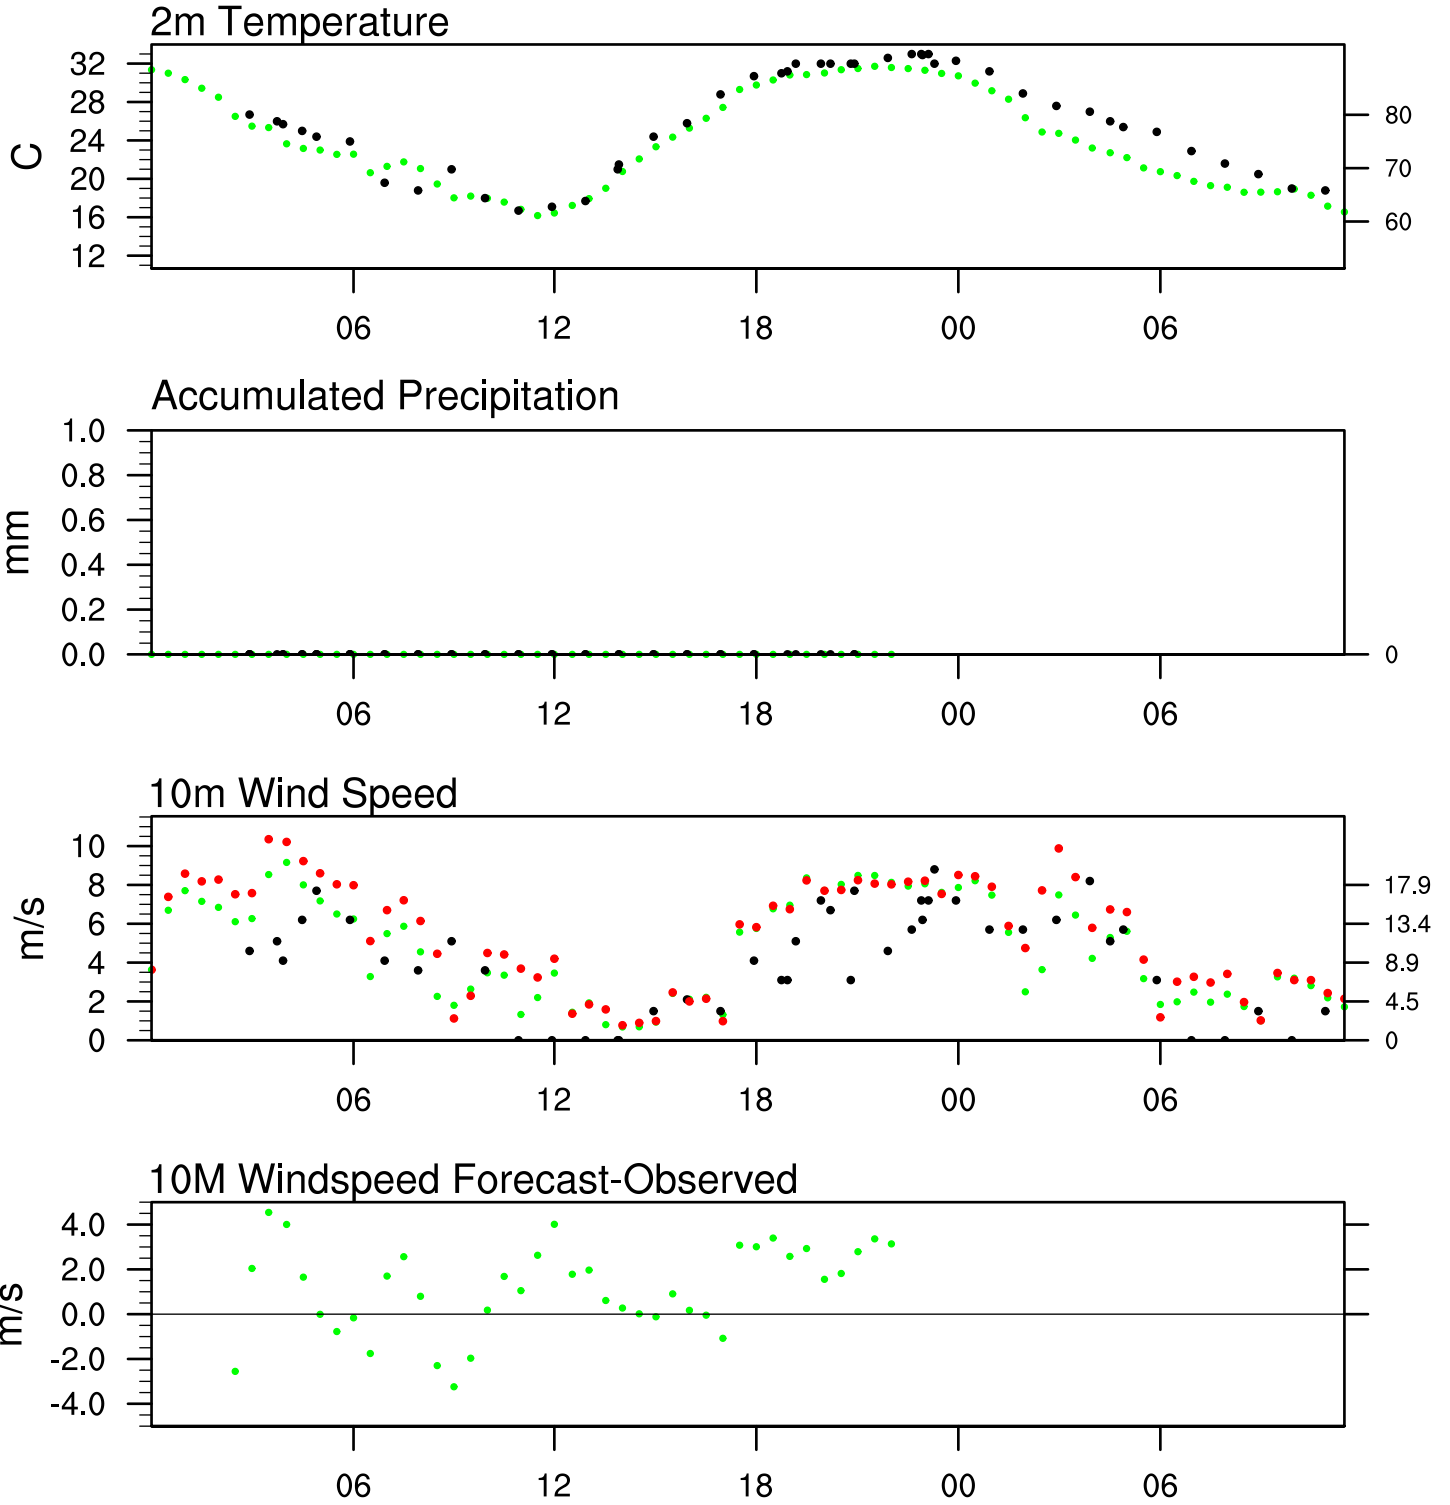 2m Temperature
32
28
24
20
16
12
C
80
70
60
06 12 18 00 06
Accumulated Precipitation
1.0
0.8
0.6
0.4
0.2
0.0
mm
0
06 12 18 00 06
10m Wind Speed
10
8
6
4
2
0
m/s
17.9
13.4
8.9
4.5
0
06 12 18 00 06
10M Windspeed Forecast-Observed
4.0
2.0
0.0
-2.0
-4.0
m/s
06 12 18 00 06